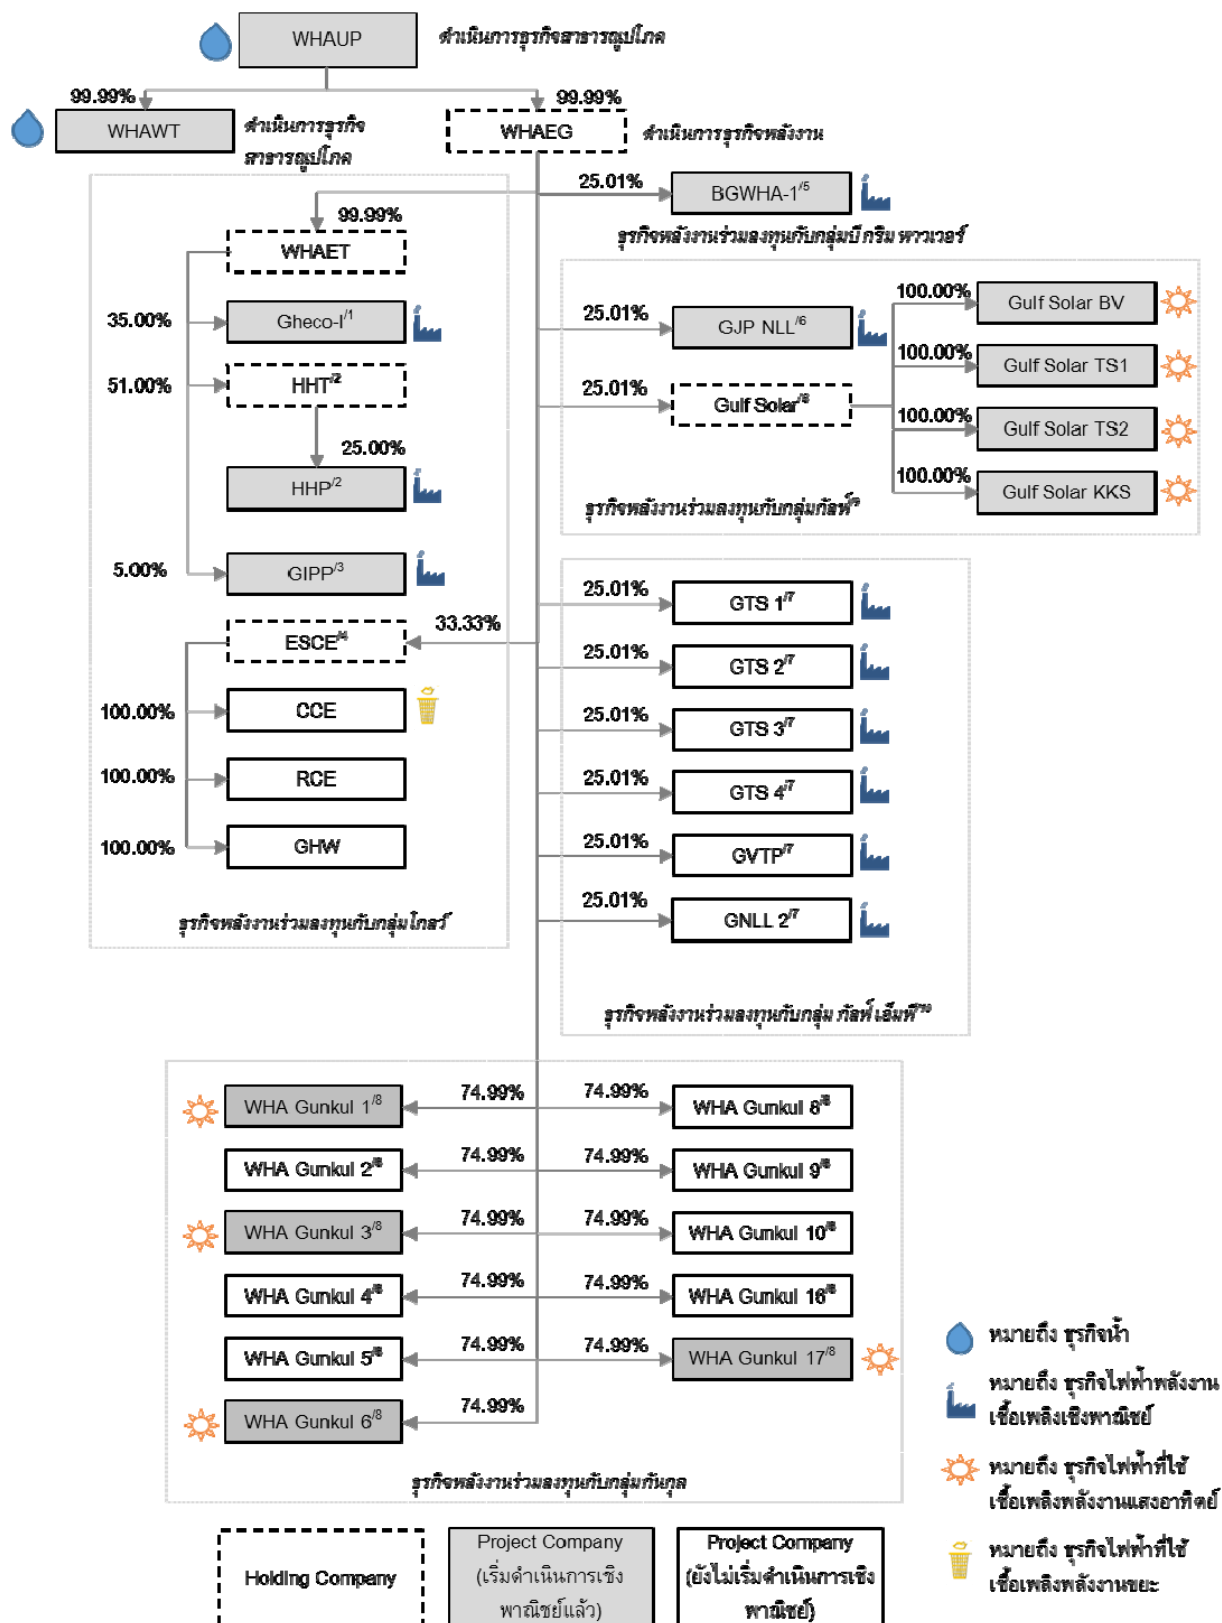 WHAUP
ดำเนินการธุรกิจสาธารณูปโภค
99.99%
99.99%
WHAWT
ดำเนินการธุรกิจ
สาธารณูปโภค
WHAEG
ดำเนินการธุรกิจพลังงาน
25.01%
BGWHA-1/5
ธุรกิจพลังงานร่วมลงทุนกับกลุ่มบี กริม พาวเวอร์
99.99%
WHAET
35.00%
Gheco-I/1
51.00%
HHT/2
25.00%
HHP/2
5.00%
GIPP/3
33.33%
ESCE/4
100.00%
CCE
100.00%
RCE
100.00%
GHW
ธุรกิจพลังงานร่วมลงทุนกับกลุ่มโกลว์
25.01%
GJP NLL/6
25.01%
Gulf Solar/8
100.00%
Gulf Solar BV
100.00%
Gulf Solar TS1
100.00%
Gulf Solar TS2
100.00%
Gulf Solar KKS
ธุรกิจพลังงานร่วมลงทุนกับกลุ่มกัลฟ์/9
25.01%
GTS 1/7
25.01%
GTS 2/7
25.01%
GTS 3/7
25.01%
GTS 4/7
25.01%
GVTP/7
25.01%
GNLL 2/7
ธุรกิจพลังงานร่วมลงทุนกับกลุ่ม กัลฟ์ เอ็มพี/10
WHA Gunkul 1/8
74.99%
74.99%
WHA Gunkul 8/8
WHA Gunkul 2/8
74.99%
74.99%
WHA Gunkul 9/8
WHA Gunkul 3/8
74.99%
74.99%
WHA Gunkul 10/8
WHA Gunkul 4/8
74.99%
74.99%
WHA Gunkul 16/8
WHA Gunkul 5/8
74.99%
74.99%
WHA Gunkul 17/8
WHA Gunkul 6/8
74.99%
ธุรกิจพลังงานร่วมลงทุนกับกลุ่มกันกุล
หมายถึง ธุรกิจน้ำ
หมายถึง ธุรกิจไฟฟ้าพลังงาน
เชื้อเพลิงเชิงพาณิชย์
หมายถึง ธุรกิจไฟฟ้าที่ใช้
เชื้อเพลิงพลังงานแสงอาทิตย์
หมายถึง ธุรกิจไฟฟ้าที่ใช้
เชื้อเพลิงพลังงานขยะ
Holding Company
Project Company
(เริ่มดำเนินการเชิง
พาณิชย์แล้ว)
Project Company
(ยังไม่เริ่มดำเนินการเชิง
พาณิชย์)